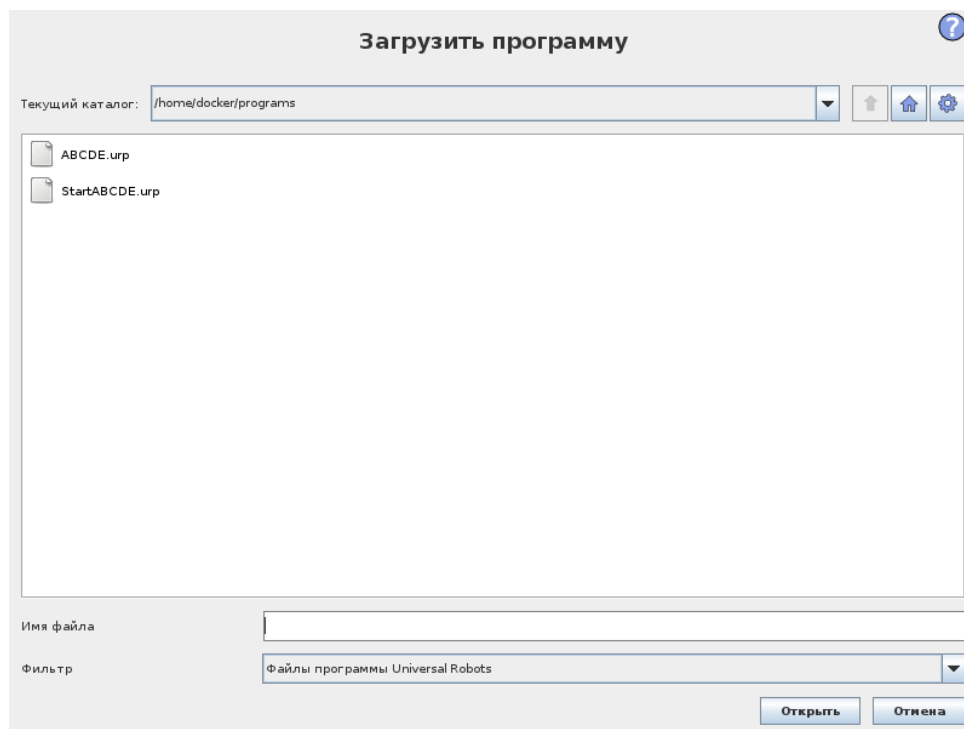 Загрузить программу
?
Текущий каталог: /home/docker/programs
ABCDE.urp
StartABCDE.urp
Имя файла
Фильтр Файлы программы Universal Robots
Открыть Отмена